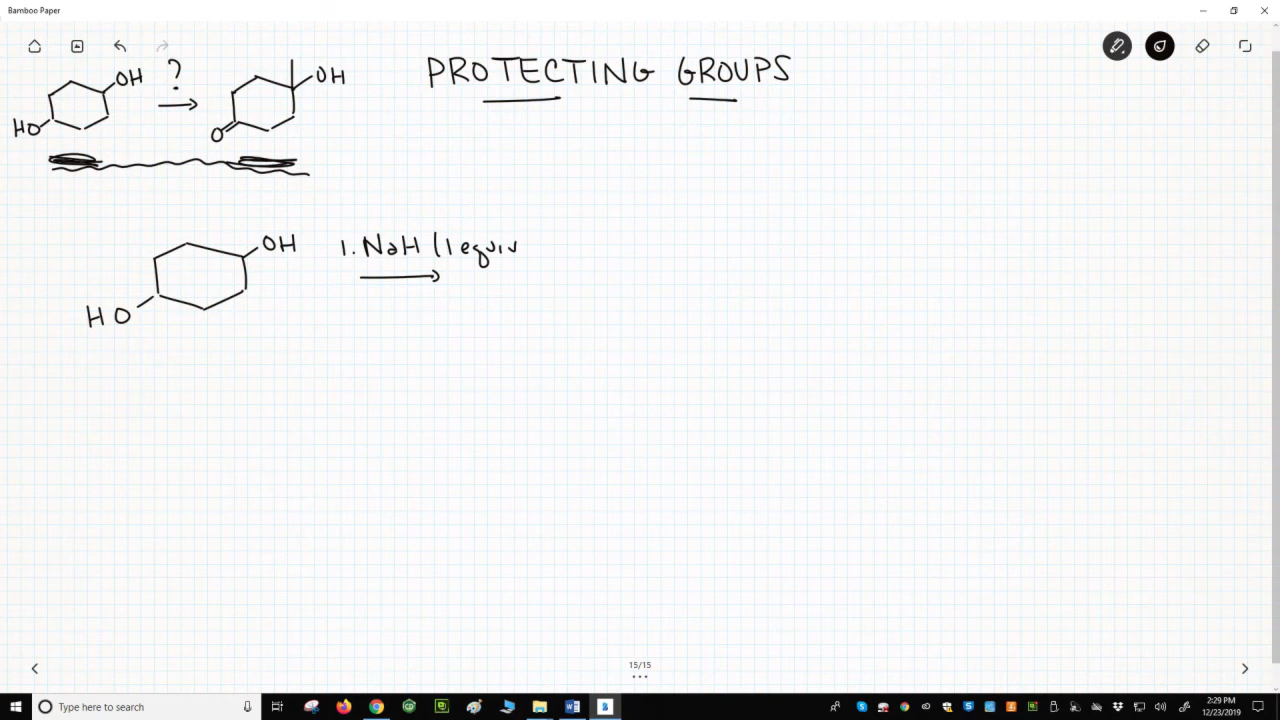 Bamboo Paper
PROTECTING GROUPS
OH
?
OH
HO
O
OH
1. NaH (1 equiv
HO
15/15
Type here to search
2:29 PM
12/23/2019